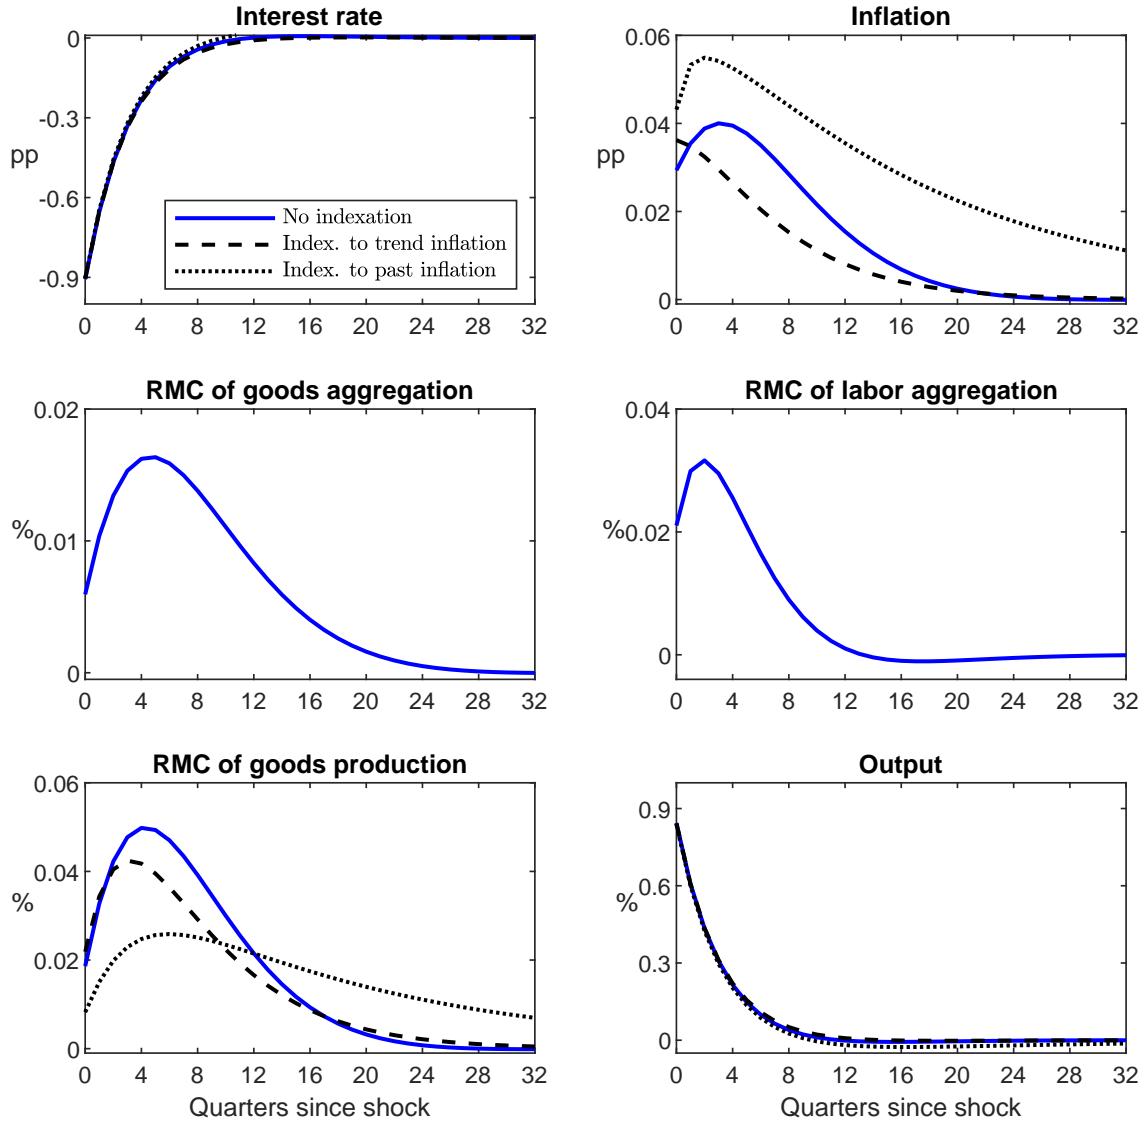 Interest rate
0
-0.3
-0.6
-0.9
pp
No indexation
Index. to trend inflation
Index. to past inflation
0 4 8 12 16 20 24 28 32
Inflation
0.06
0.04
0.02
0
pp
0 4 8 12 16 20 24 28 32
RMC of goods aggregation
0.02
0.01
0
%
0 4 8 12 16 20 24 28 32
RMC of labor aggregation
0.04
0.02
0
%
0 4 8 12 16 20 24 28 32
RMC of goods production
0.06
0.04
0.02
0
%
0 4 8 12 16 20 24 28 32
Quarters since shock
Output
0.9
0.6
0.3
0
%
0 4 8 12 16 20 24 28 32
Quarters since shock